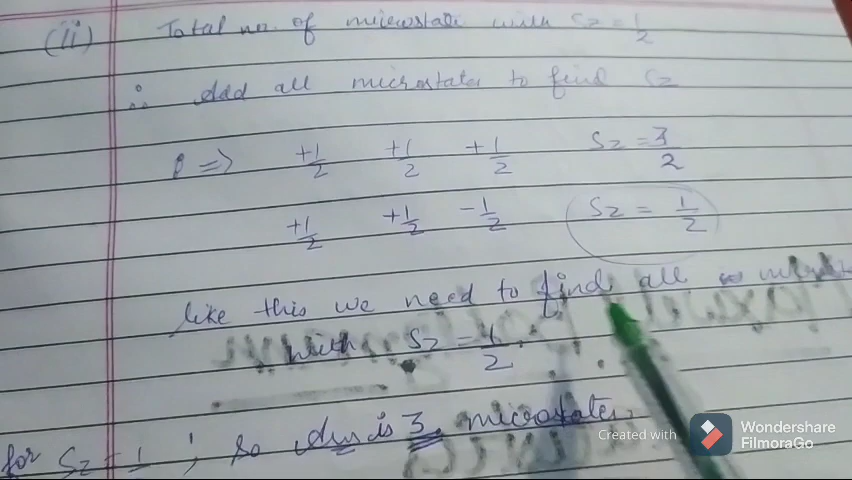 (ii) Total no. of microstate with Sz = 1/2
∴ Add all microstates to find Sz
P => +1/2 +1/2 +1/2 Sz = 3/2
+1/2 +1/2 -1/2 Sz = 1/2
like this we need to find all
with Sz = 1/2.
for Sz = 1 ; so Ans is 3 microstates.
Created with Wondershare FilmoraGo